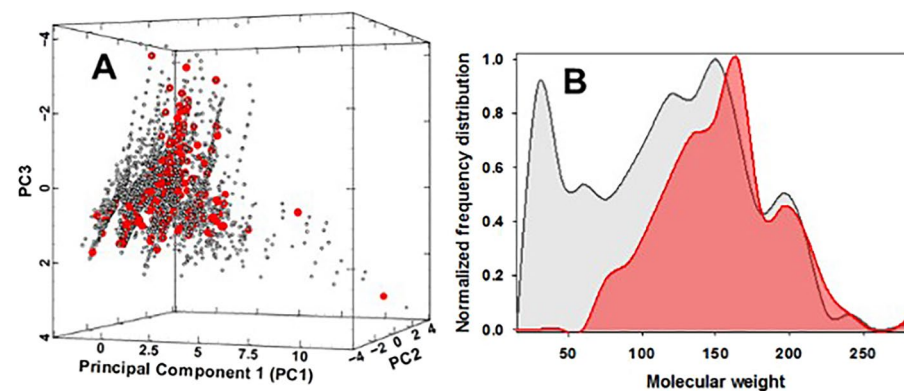 A
-4
-2
0
2
4
PC3
0
2.5
5
7.5
10
Principal Component 1 (PC1)
-4 -2 0 2 4
PC2
B
Normalized frequency distribution
1.0
0.8
0.6
0.4
0.2
0.0
50
100
150
200
250
Molecular weight